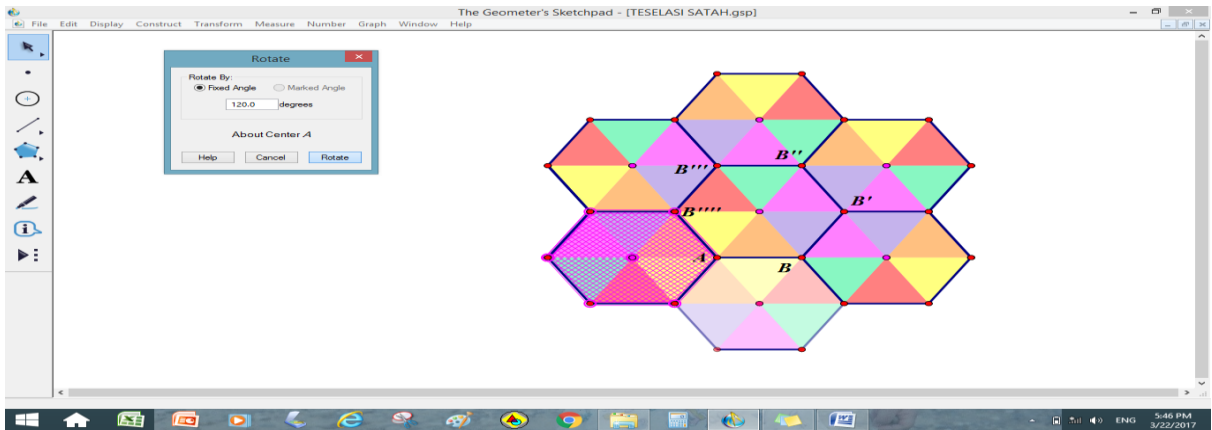 The Geometer's Sketchpad - [TESELASI SATAH.gsp]
File Edit Display Construct Transform Measure Number Graph Window Help
Rotate
Rotate By:
Fixed Angle Marked Angle
120.0 degrees
About Center A
Help Cancel Rotate
A
B''
B'''
B'
B''''
A
B
ENG
5:46 PM
3/22/2017